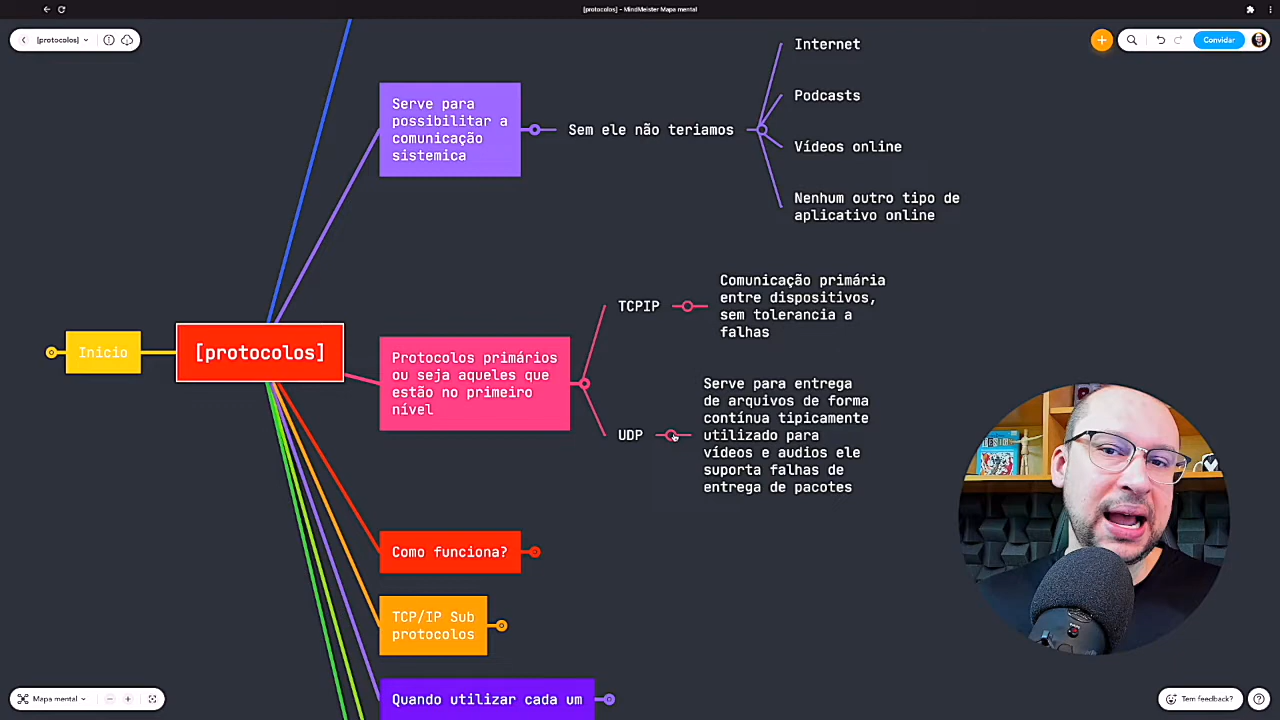 [protocolos] - MindMeister Mapa mental
[protocolos]
Convidar
Internet
Podcasts
Vídeos online
Nenhum outro tipo de
aplicativo online
Serve para
possibilitar a
comunicação
sistemica
Sem ele não teriamos
Comunicação primária
entre dispositivos,
sem tolerancia a
falhas
TCPIP
Inicio
[protocolos]
Protocolos primários
ou seja aqueles que
estão no primeiro
nível
UDP
Serve para entrega
de arquivos de forma
contínua tipicamente
utilizado para
vídeos e audios ele
suporta falhas de
entrega de pacotes
Como funciona?
TCP/IP Sub
protocolos
Quando utilizar cada um
Mapa mental
Tem feedback?